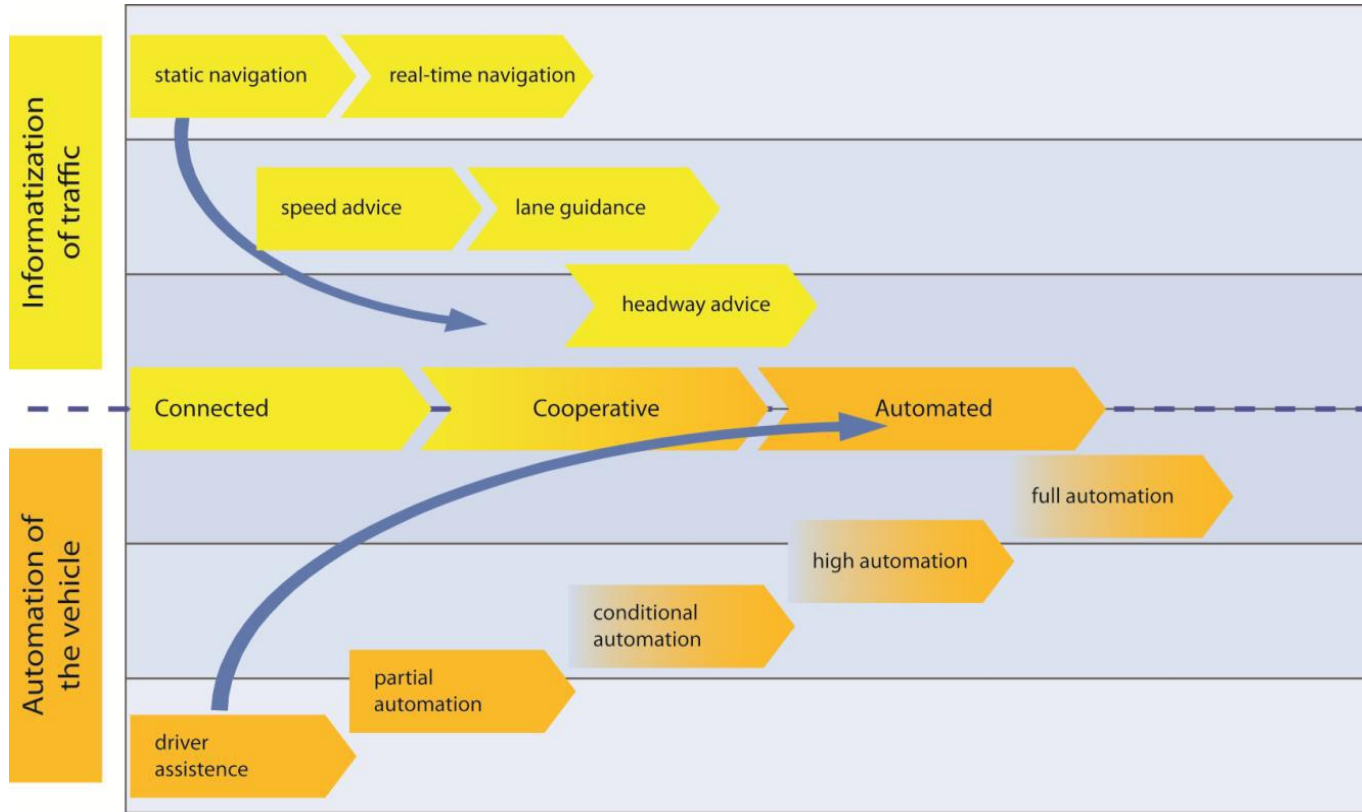 Informatization
of traffic
static navigation
real-time navigation
speed advice
lane guidance
headway advice
Connected
Cooperative
Automated
Automation of
the vehicle
full automation
high automation
conditional
automation
partial
automation
driver
assistence